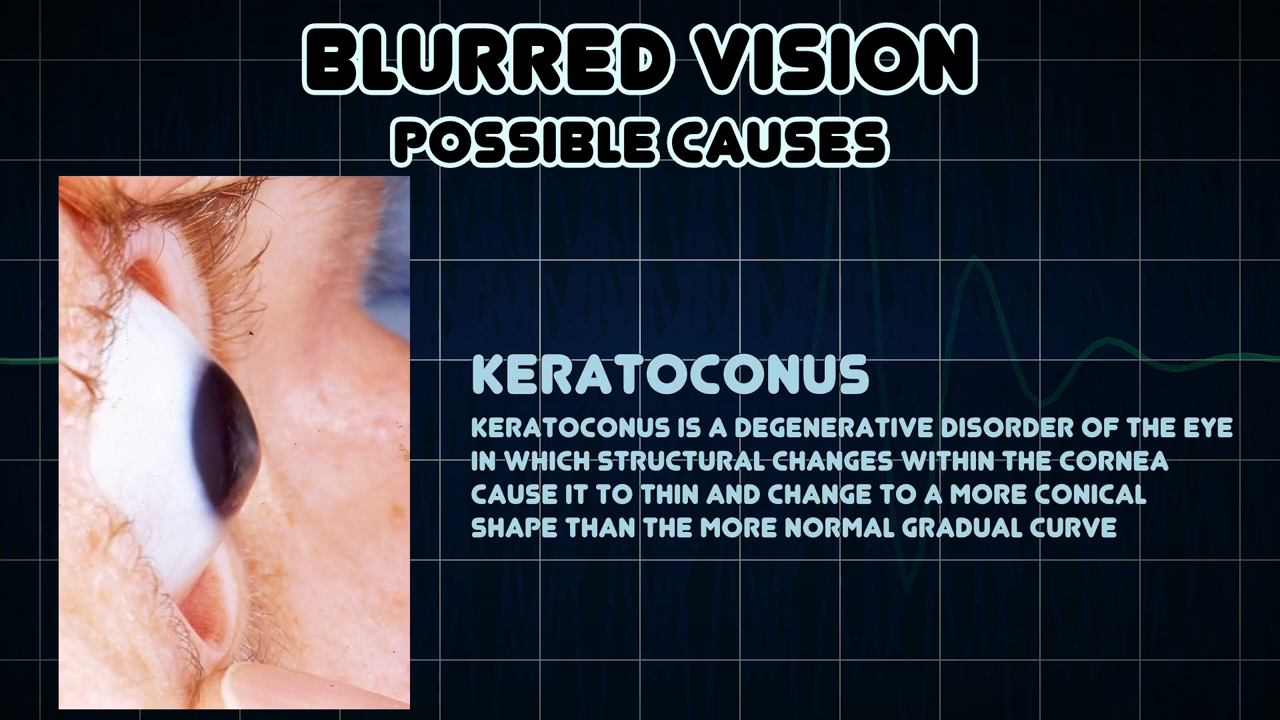 BLURRED VISION
POSSIBLE CAUSES
KERATOCONUS
KERATOCONUS IS A DEGENERATIVE DISORDER OF THE EYE
IN WHICH STRUCTURAL CHANGES WITHIN THE CORNEA
CAUSE IT TO THIN AND CHANGE TO A MORE CONICAL
SHAPE THAN THE MORE NORMAL GRADUAL CURVE